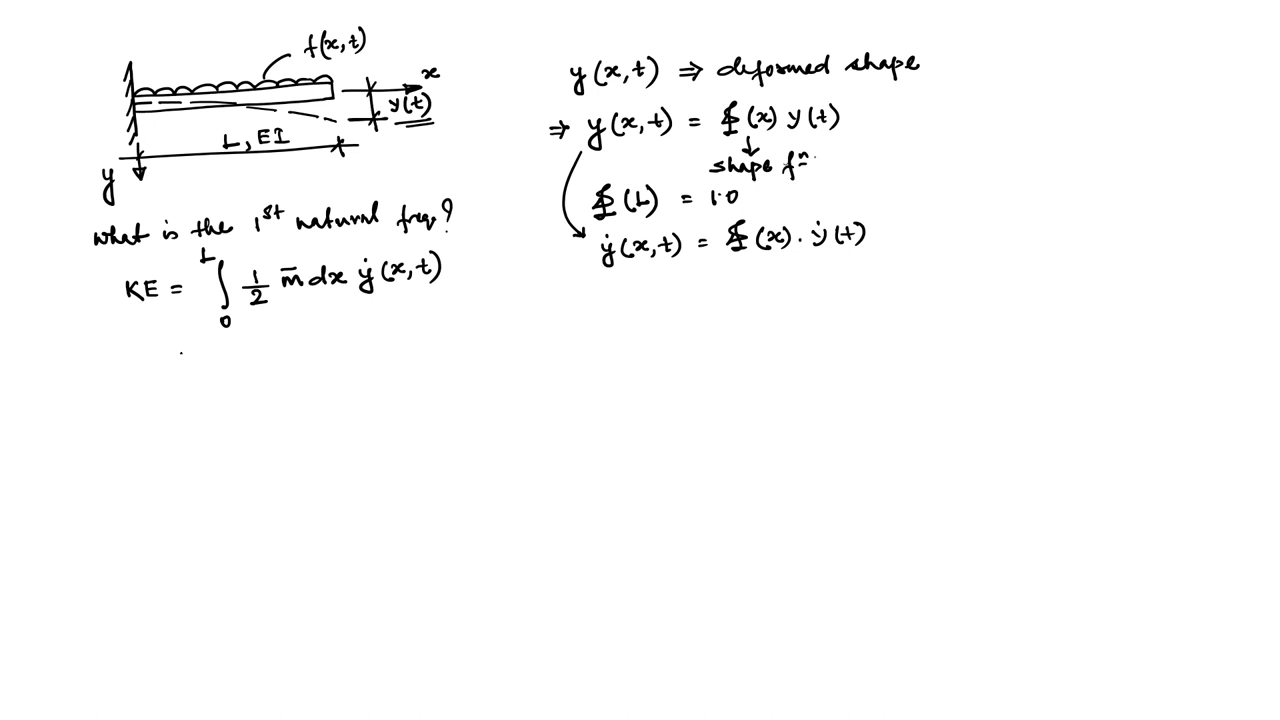 f(x,t)
x
y(t)
L, EI
y
what is the 1st natural freq?
KE = ∫₀ᴸ 1/2 m̄ dx ẏ(x,t)
y(x,t) ⇒ deformed shape
⇒ y(x,t) = Φ(x) y(t)
↓
shape fⁿ
Φ(L) = 1.0
ẏ(x,t) = Φ(x) · ẏ(t)